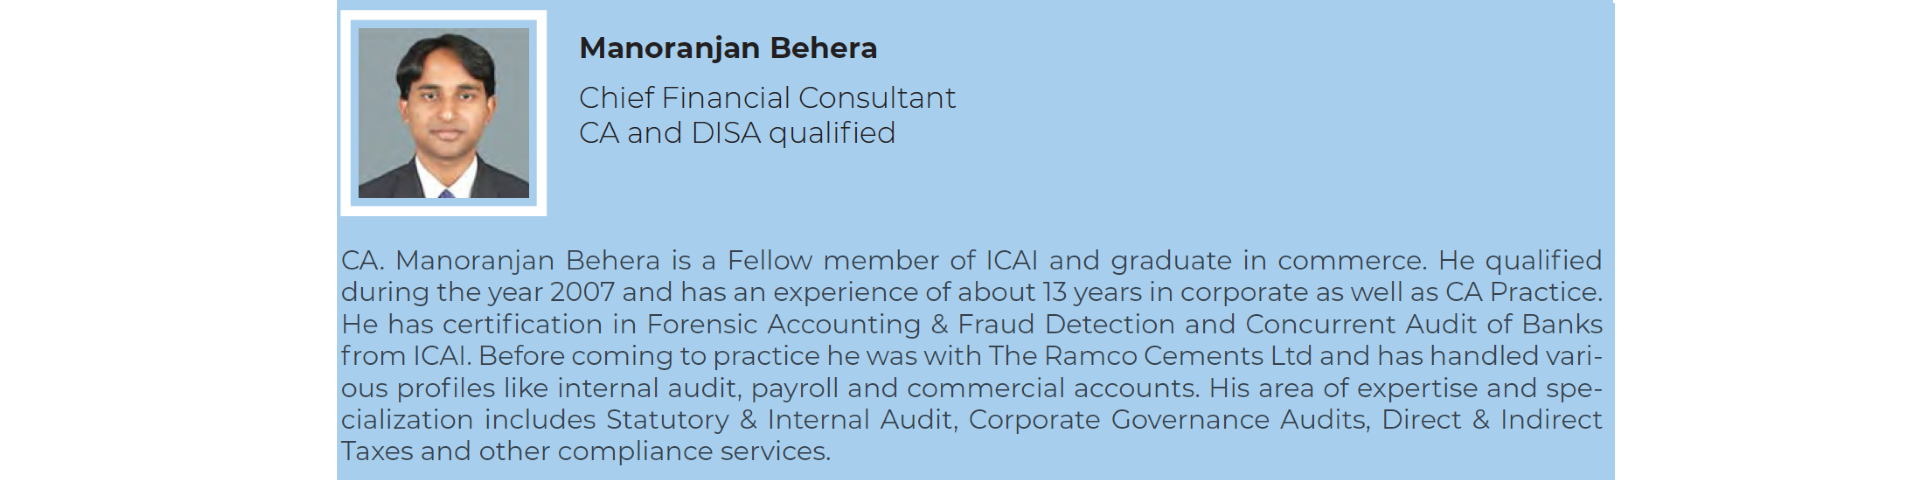 Manoranjan Behera
Chief Financial Consultant
CA and DISA qualified
CA. Manoranjan Behera is a Fellow member of ICAI and graduate in commerce. He qualified
during the year 2007 and has an experience of about 13 years in corporate as well as CA Practice.
He has certification in Forensic Accounting & Fraud Detection and Concurrent Audit of Banks
from ICAI. Before coming to practice he was with The Ramco Cements Ltd and has handled vari-
ous profiles like internal audit, payroll and commercial accounts. His area of expertise and spe-
cialization includes Statutory & Internal Audit, Corporate Governance Audits, Direct & Indirect
Taxes and other compliance services.